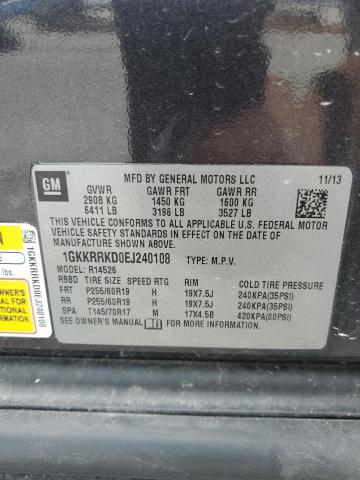 GM
MFD BY GENERAL MOTORS LLC
11/13
GVWR GAWR FRT GAWR RR
2908 KG 1450 KG 1600 KG
6411 LB 3196 LB 3527 LB
THIS VEHICLE CONFORMS TO ALL APPLICABLE U.S. FEDERAL MOTOR
VEHICLE SAFETY AND THEFT PREVENTION
STANDARDS IN EFFECT ON THE DATE OF
MANUFACTURE SHOWN ABOVE.
1GKKRRKD0EJ240108 TYPE: M.P.V.
MODEL: R14526
RBBD TIRE SIZE SPEED RTG RIM COLD TIRE PRESSURE
FRT P255/60R19 H 19X7.5J 240KPA(35PSI)
RR P255/60R19 H 19X7.5J 240KPA(35PSI)
SPA T145/70R17 M 17X4.5B 420KPA(60PSI)
SEE OWNER'S MANUAL FOR MORE INFORMATION.
N
lbs.
1GKKRRKD0EJ240108